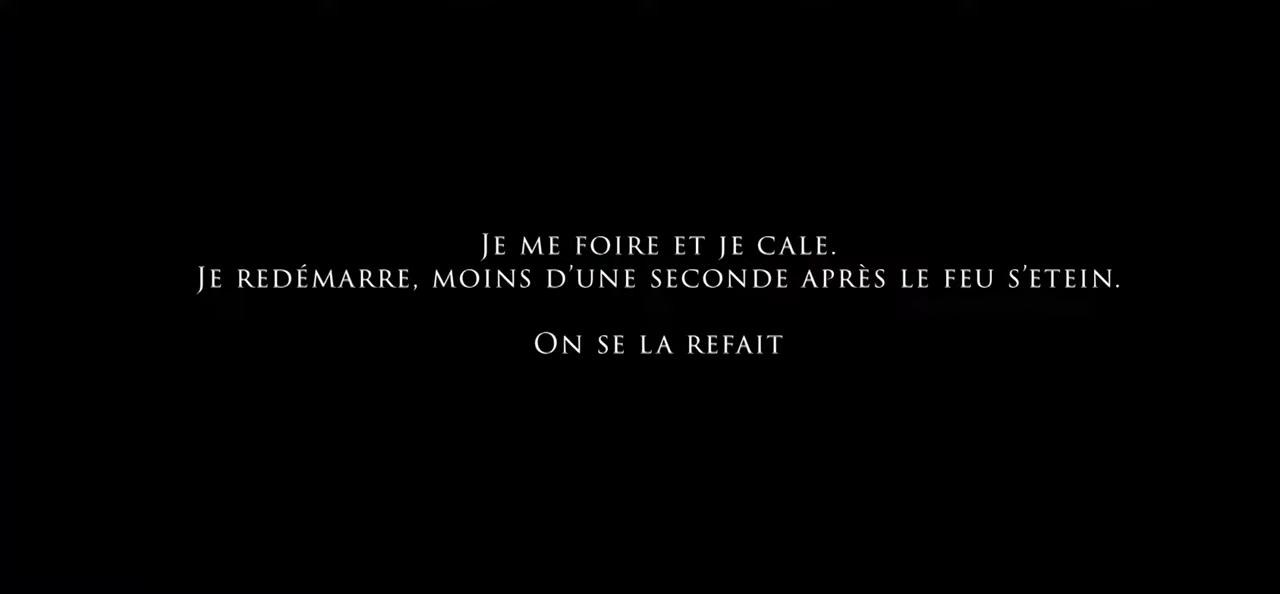 Je me foire et je cale.
Je redémarre, moins d’une seconde après le feu s’etein.
On se la refait